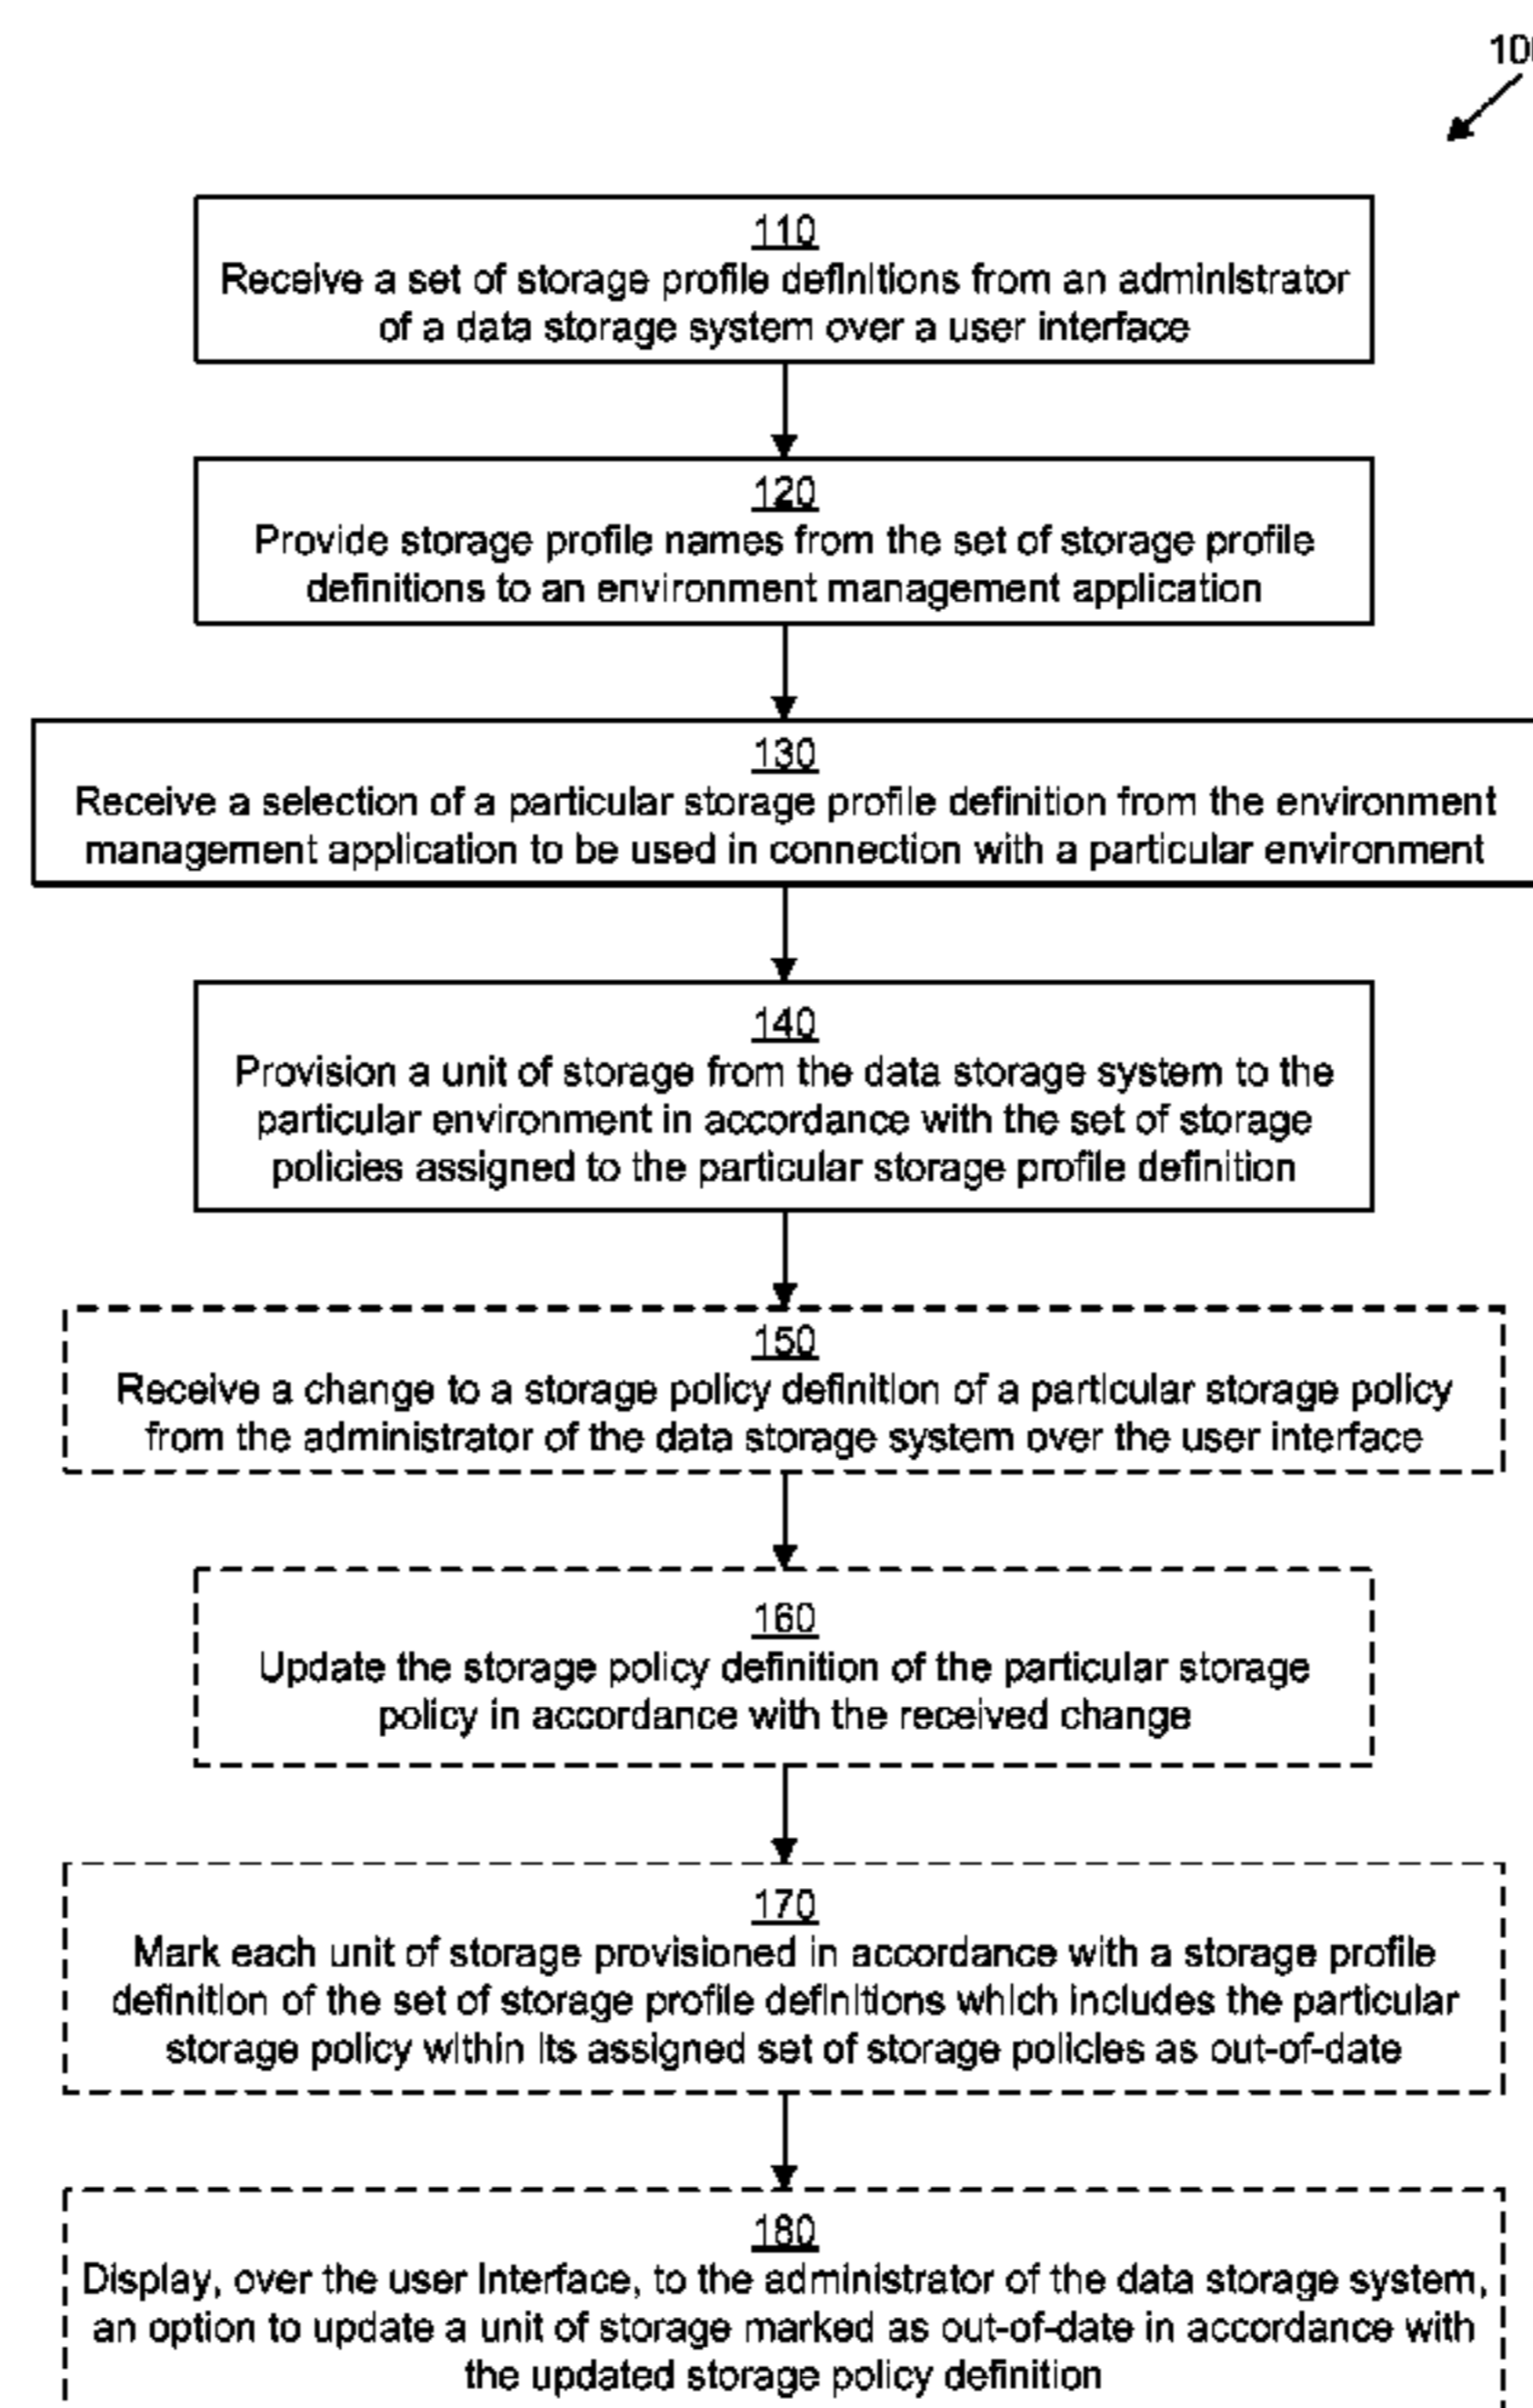 110
Receive a set of storage profile definitions from an administrator
of a data storage system over a user interface
120
Provide storage profile names from the set of storage profile
definitions to an environment management application
130
Receive a selection of a particular storage profile definition from the environment
management application to be used in connection with a particular environment
140
Provision a unit of storage from the data storage system to the
particular environment in accordance with the set of storage
policies assigned to the particular storage profile definition
150
Receive a change to a storage policy definition of a particular storage policy
from the administrator of the data storage system over the user interface
160
Update the storage policy definition of the particular storage
policy in accordance with the received change
170
Mark each unit of storage provisioned in accordance with a storage profile
definition of the set of storage profile definitions which includes the particular
storage policy within its assigned set of storage policies as out-of-date
180
Display, over the user interface, to the administrator of the data storage system,
an option to update a unit of storage marked as out-of-date in accordance with
the updated storage policy definition